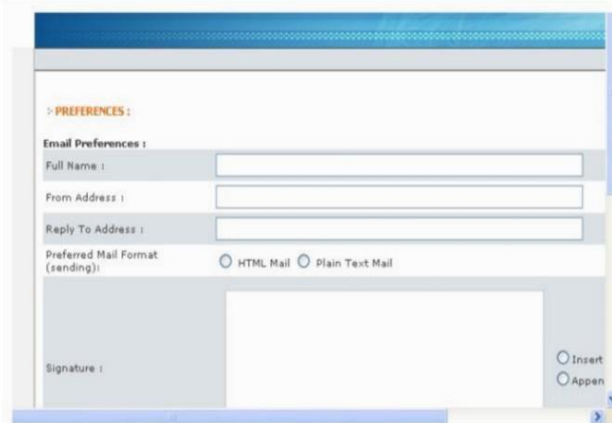 :- PREFERENCES :
Email Preferences :
Full Name :
From Address :
Reply To Address :
Preferred Mail Format
(sending):
HTML Mail Plain Text Mail
Signature :
Insert
Appen